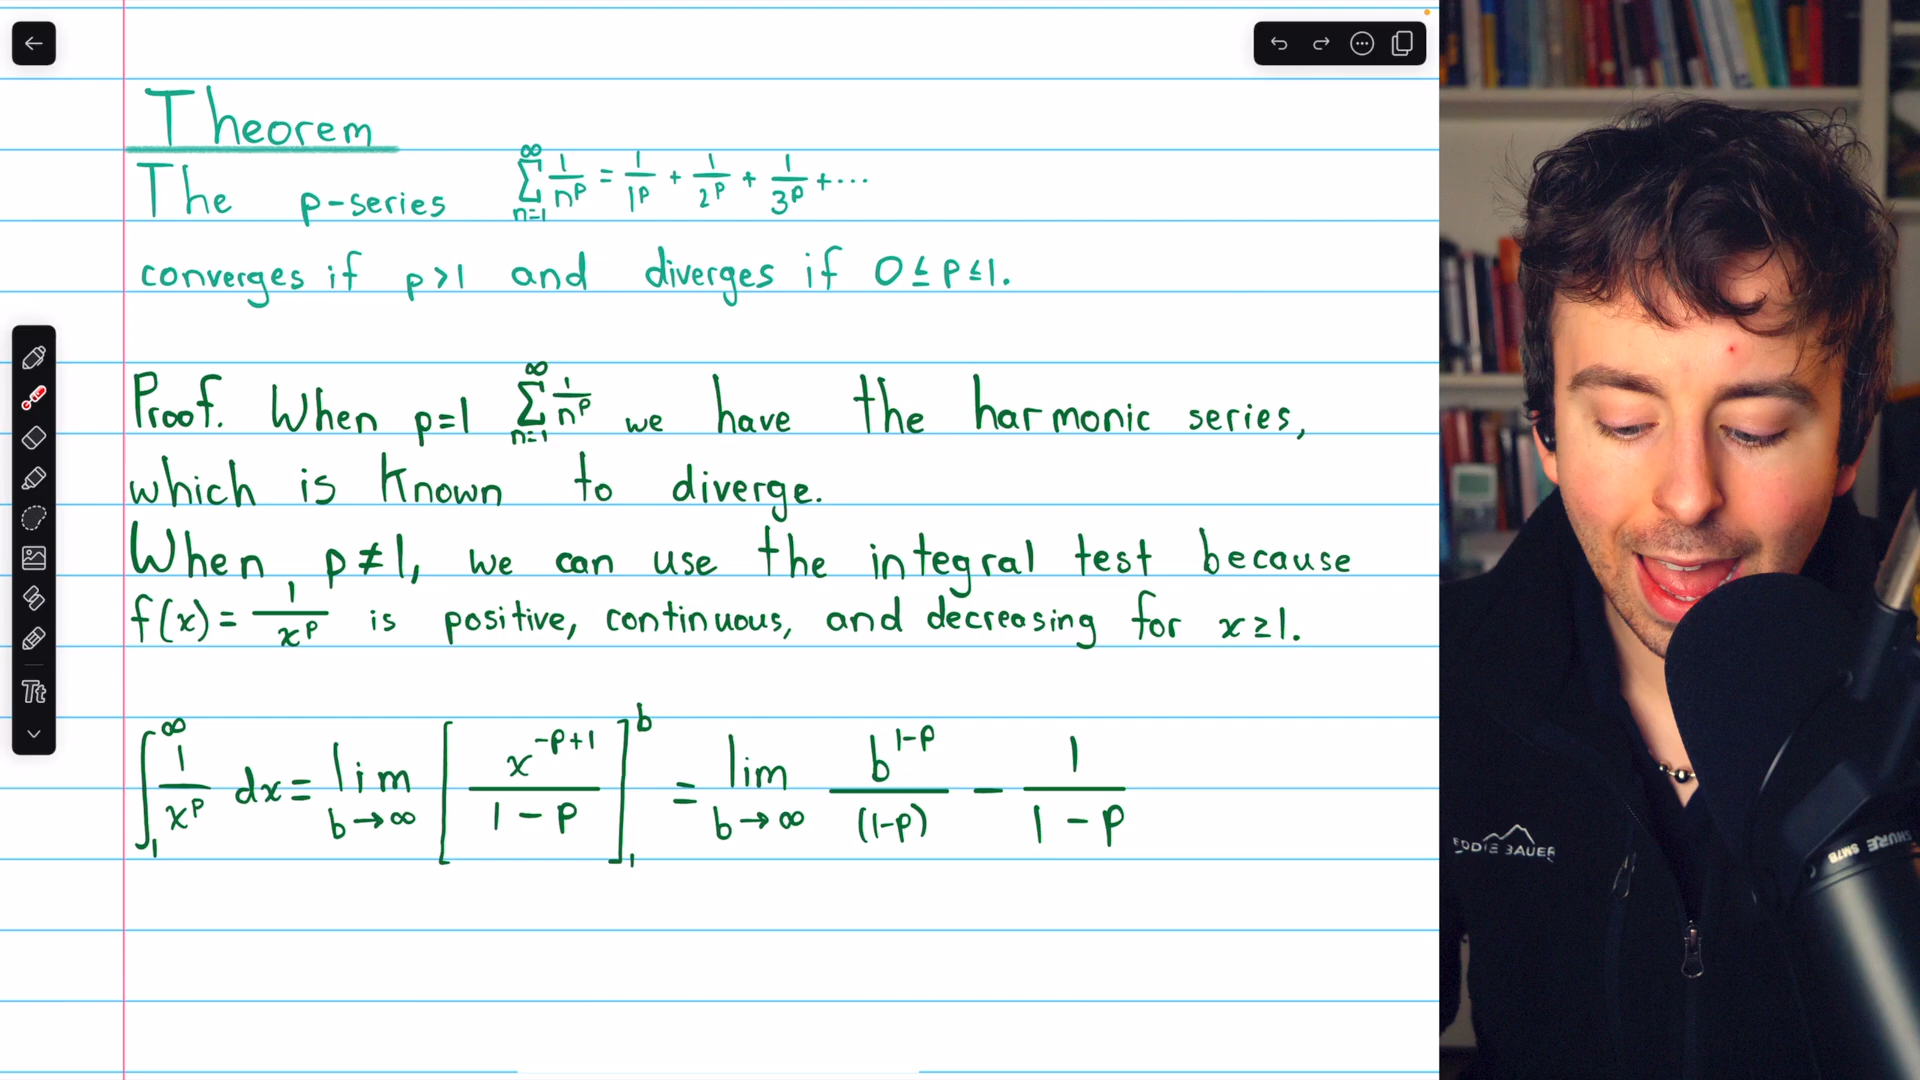 Theorem
The p-series ∑_{n=1}^{∞} 1/n^p = 1/1^p + 1/2^p + 1/3^p + ···
converges if p>1 and diverges if 0≤p≤1.
Proof. When p=1 ∑_{n=1}^{∞} 1/n^p we have the harmonic series,
which is known to diverge.
When p≠1, we can use the integral test because
f(x)= 1/x^p is positive, continuous, and decreasing for x≥1.
∫_1^∞ 1/x^p dx = lim_{b→∞} [x^{-p+1}/(1-p)]_1^b = lim_{b→∞} b^{1-p}/(1-p) - 1/(1-p)
Tt
EDDIE BAUER
SHURE
SM7B